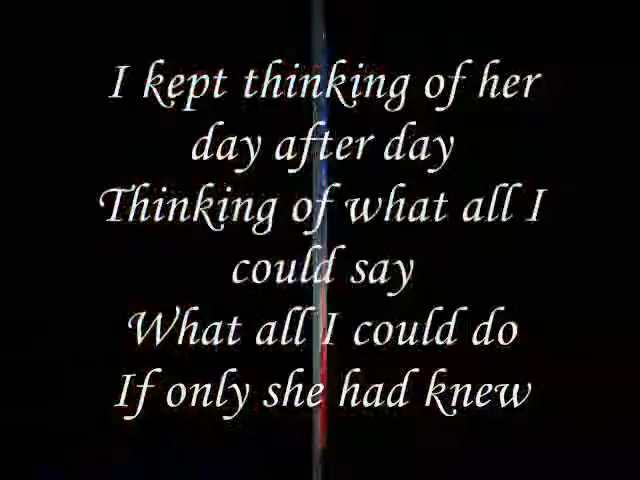 I kept thinking of her
day after day
Thinking of what all I
could say
What all I could do
If only she had knew